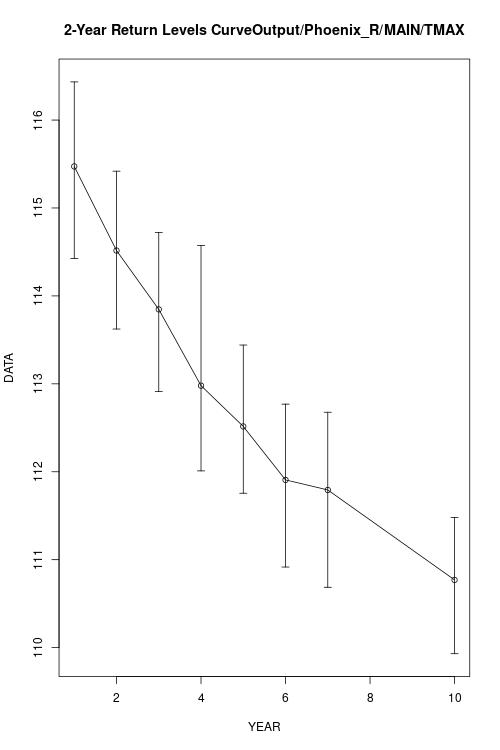 2-Year Return Levels CurveOutput/Phoenix_R/MAIN/TMAX
116
115
114
113
112
111
110
DATA
2 4 6 8 10
YEAR